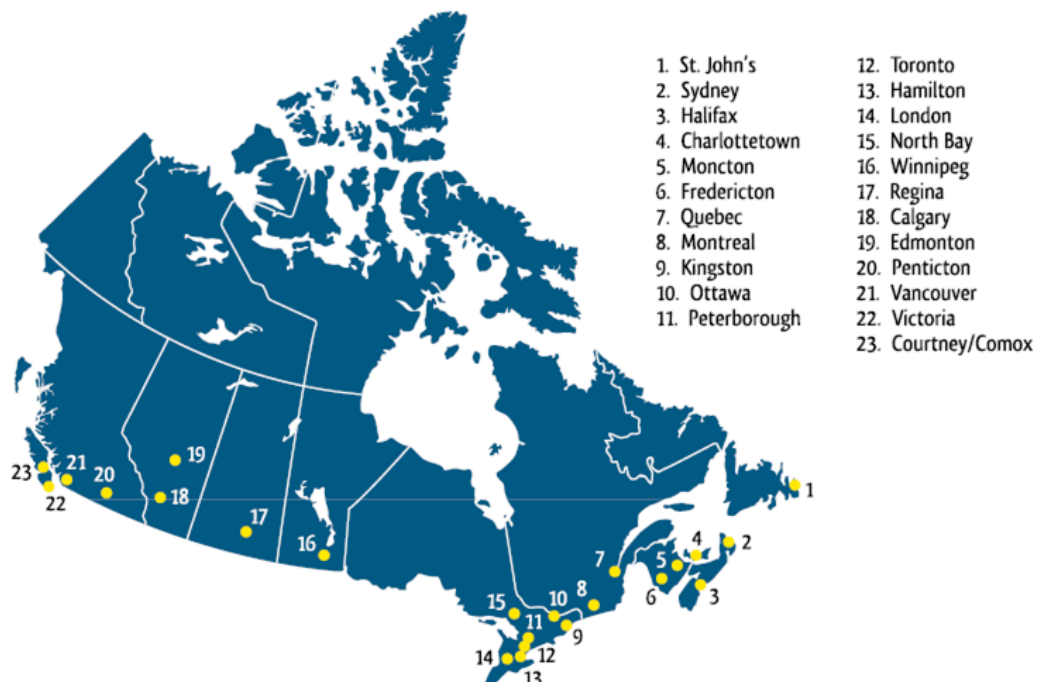 1. St. John's
2. Sydney
3. Halifax
4. Charlottetown
5. Moncton
6. Fredericton
7. Quebec
8. Montreal
9. Kingston
10. Ottawa
11. Peterborough
12. Toronto
13. Hamilton
14. London
15. North Bay
16. Winnipeg
17. Regina
18. Calgary
19. Edmonton
20. Penticton
21. Vancouver
22. Victoria
23. Courtney/Comox
19
23
21
20
22
18
1
17
16
4
2
5
7
6
3
15
10
8
11
9
12
14
13